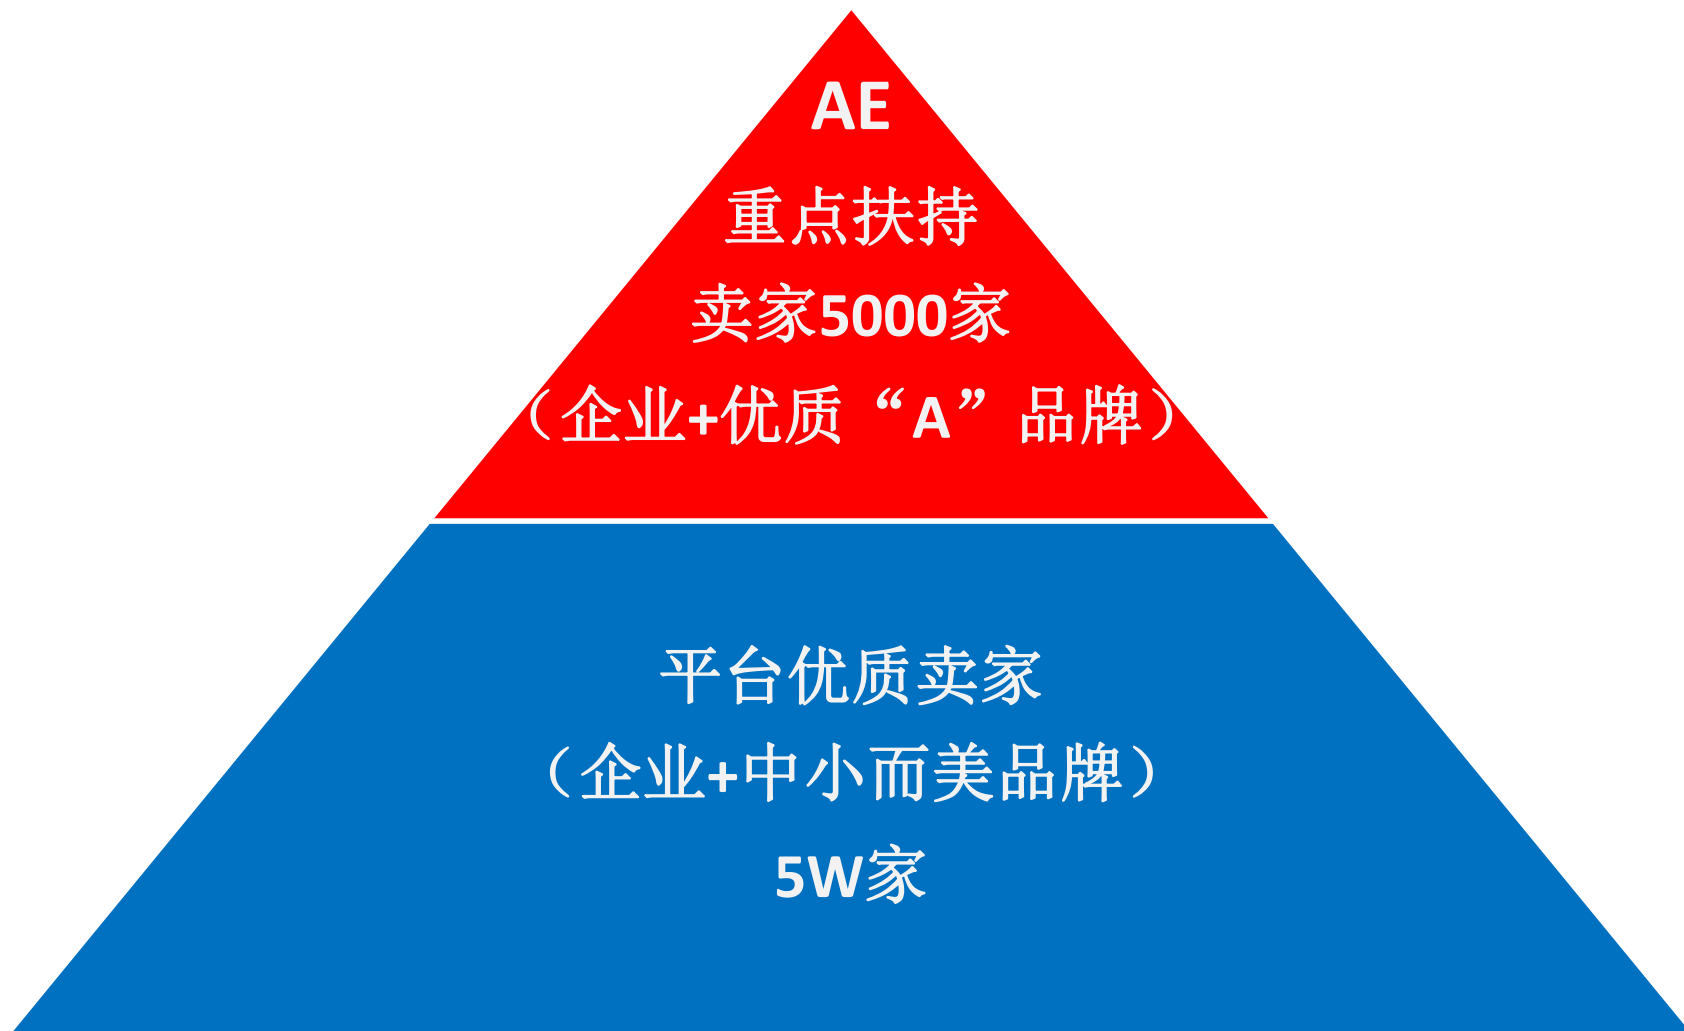 AE
重点扶持
卖家5000家
（企业+优质“A”品牌）
平台优质卖家
（企业+中小而美品牌）
5W家